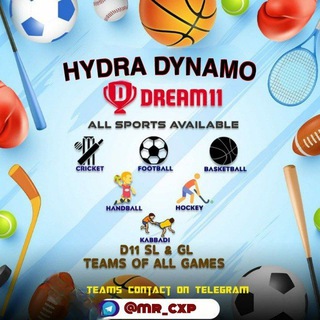 HYDRA DYNAMO
D DREAM11
ALL SPORTS AVAILABLE
CRICKET FOOTBALL BASKETBALL
HANDBALL HOCKEY
KABBADI
D11 SL & GL
TEAMS OF ALL GAMES
TEAMS CONTACT ON TELEGRAM
@MR_CXP